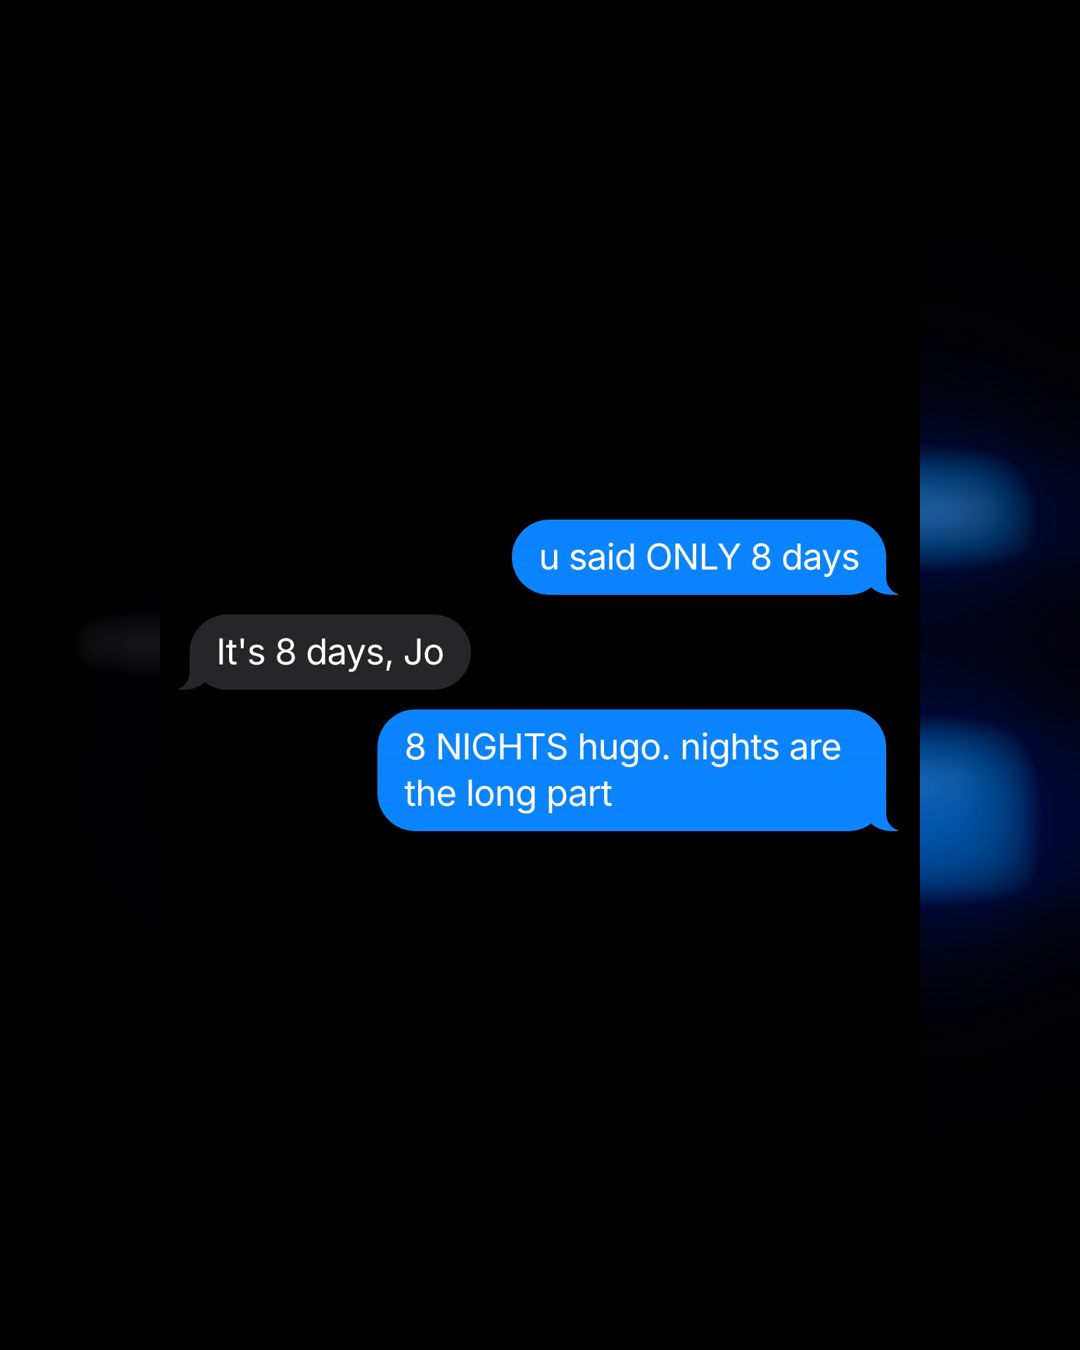 u said ONLY 8 days
It's 8 days, Jo
8 NIGHTS hugo. nights are
the long part